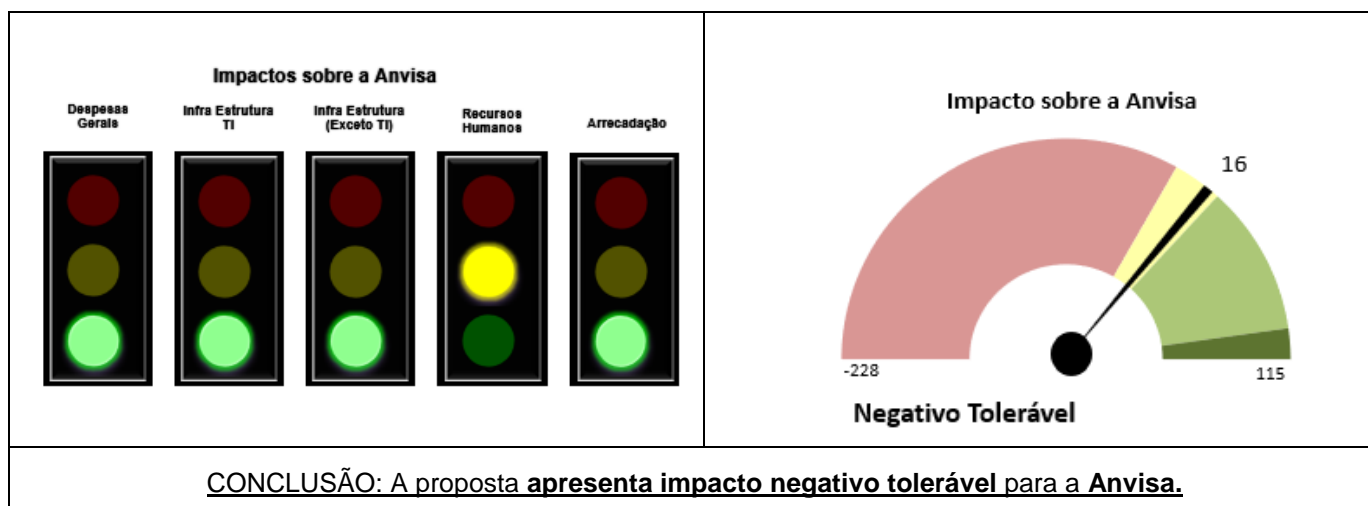 Impactos sobre a Anvisa
Despesas
Gerais
Infra Estrutura
TI
Infra Estrutura
(Exceto TI)
Recursos
Humanos
Arrecadação
Impacto sobre a Anvisa
16
-228
115
Negativo Tolerável
CONCLUSÃO: A proposta apresenta impacto negativo tolerável para a Anvisa.